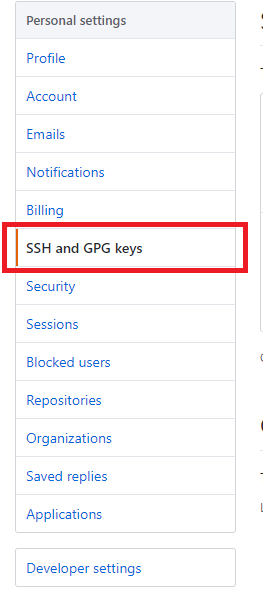 Personal settings
Profile
Account
Emails
Notifications
Billing
SSH and GPG keys
Security
Sessions
Blocked users
Repositories
Organizations
Saved replies
Applications
Developer settings